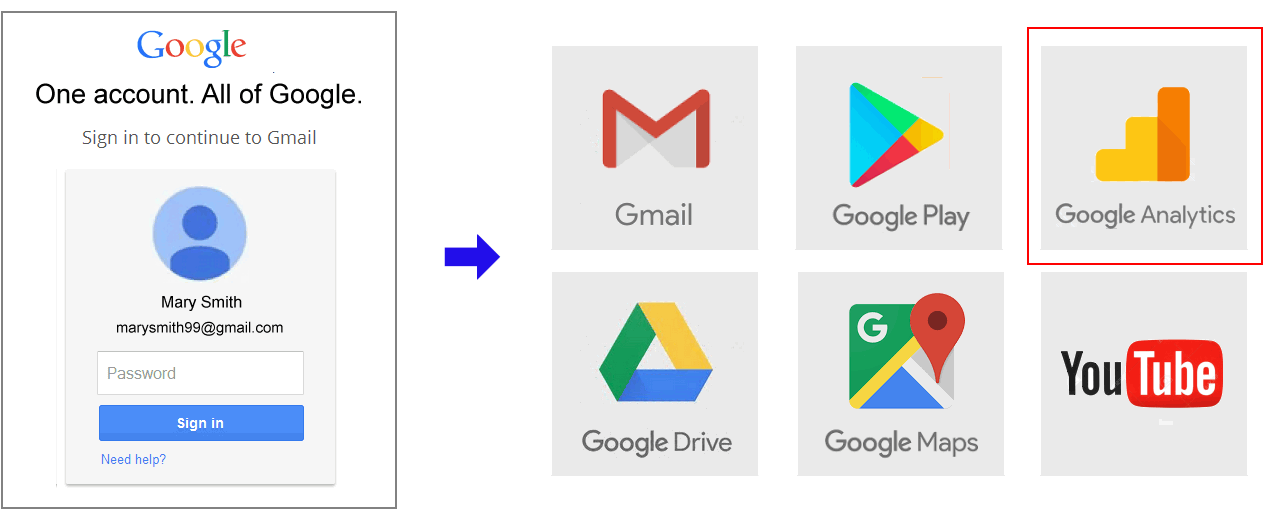 Google
One account. All of Google.
Sign in to continue to Gmail
Mary Smith
marysmith99@gmail.com
Password
Sign in
Need help?
Gmail
Google Play
Google Analytics
Google Drive
G
Google Maps
YouTube